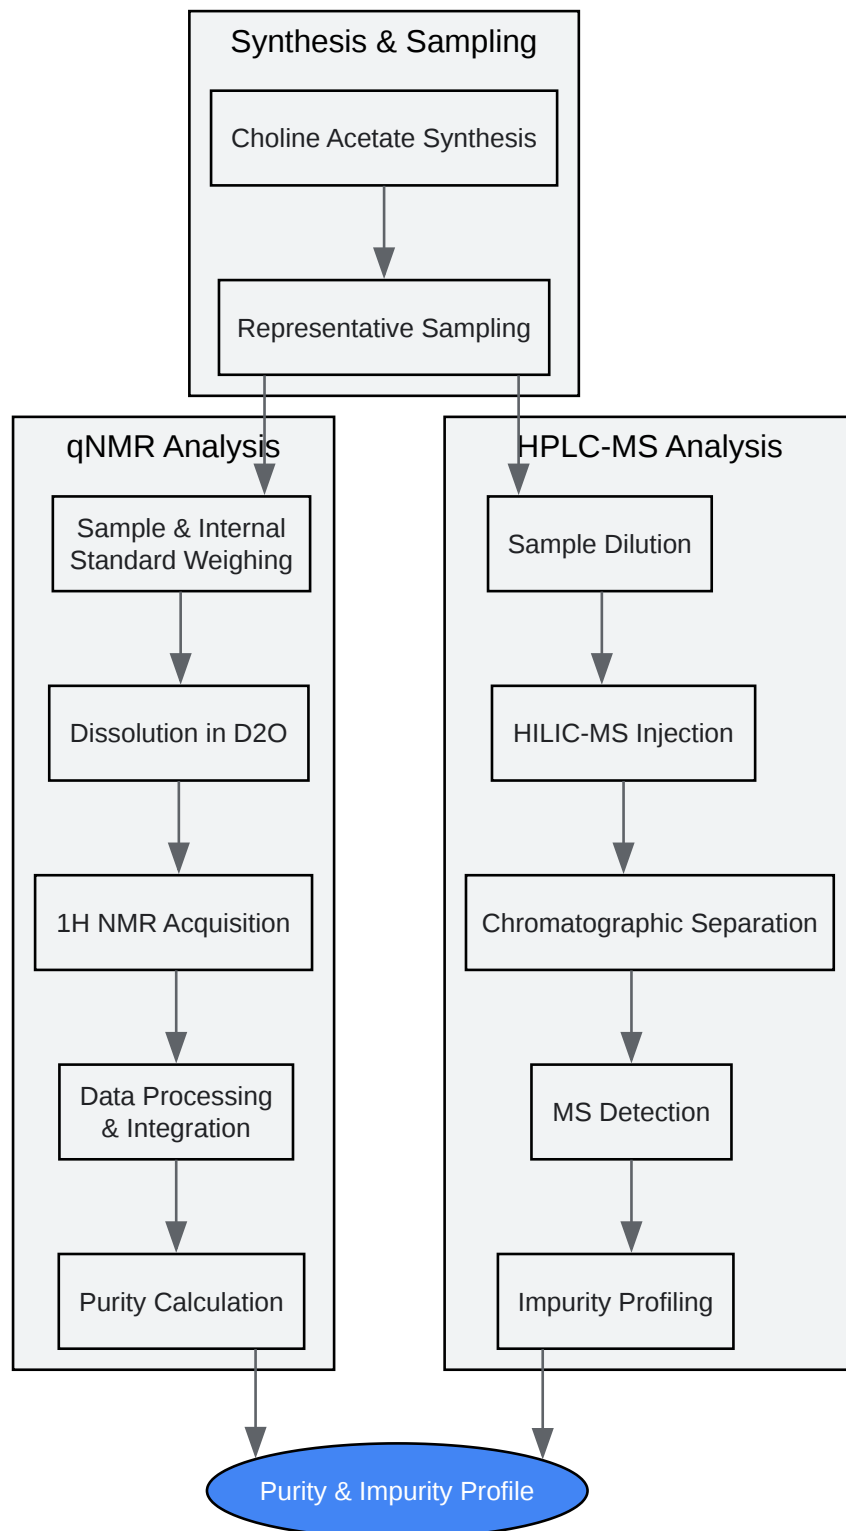 Synthesis & Sampling
Choline Acetate Synthesis
Representative Sampling
qNMR Analysis
Sample & Internal
Standard Weighing
Dissolution in D2O
1H NMR Acquisition
Data Processing
& Integration
Purity Calculation
HPLC-MS Analysis
Sample Dilution
HILIC-MS Injection
Chromatographic Separation
MS Detection
Impurity Profiling
Purity & Impurity Profile